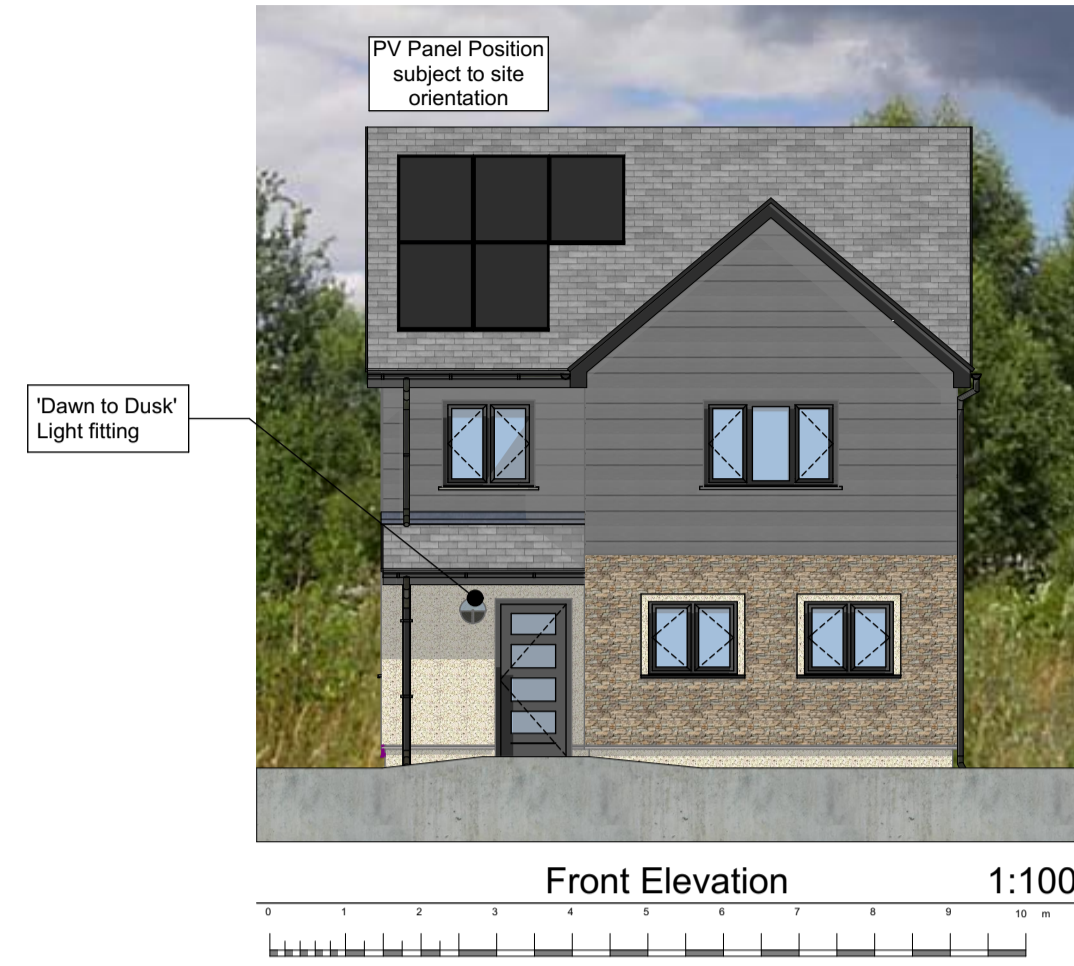 PV Panel Position
subject to site
orientation
'Dawn to Dusk'
Light fitting
Front Elevation 1:100
0 1 2 3 4 5 6 7 8 9 10 m